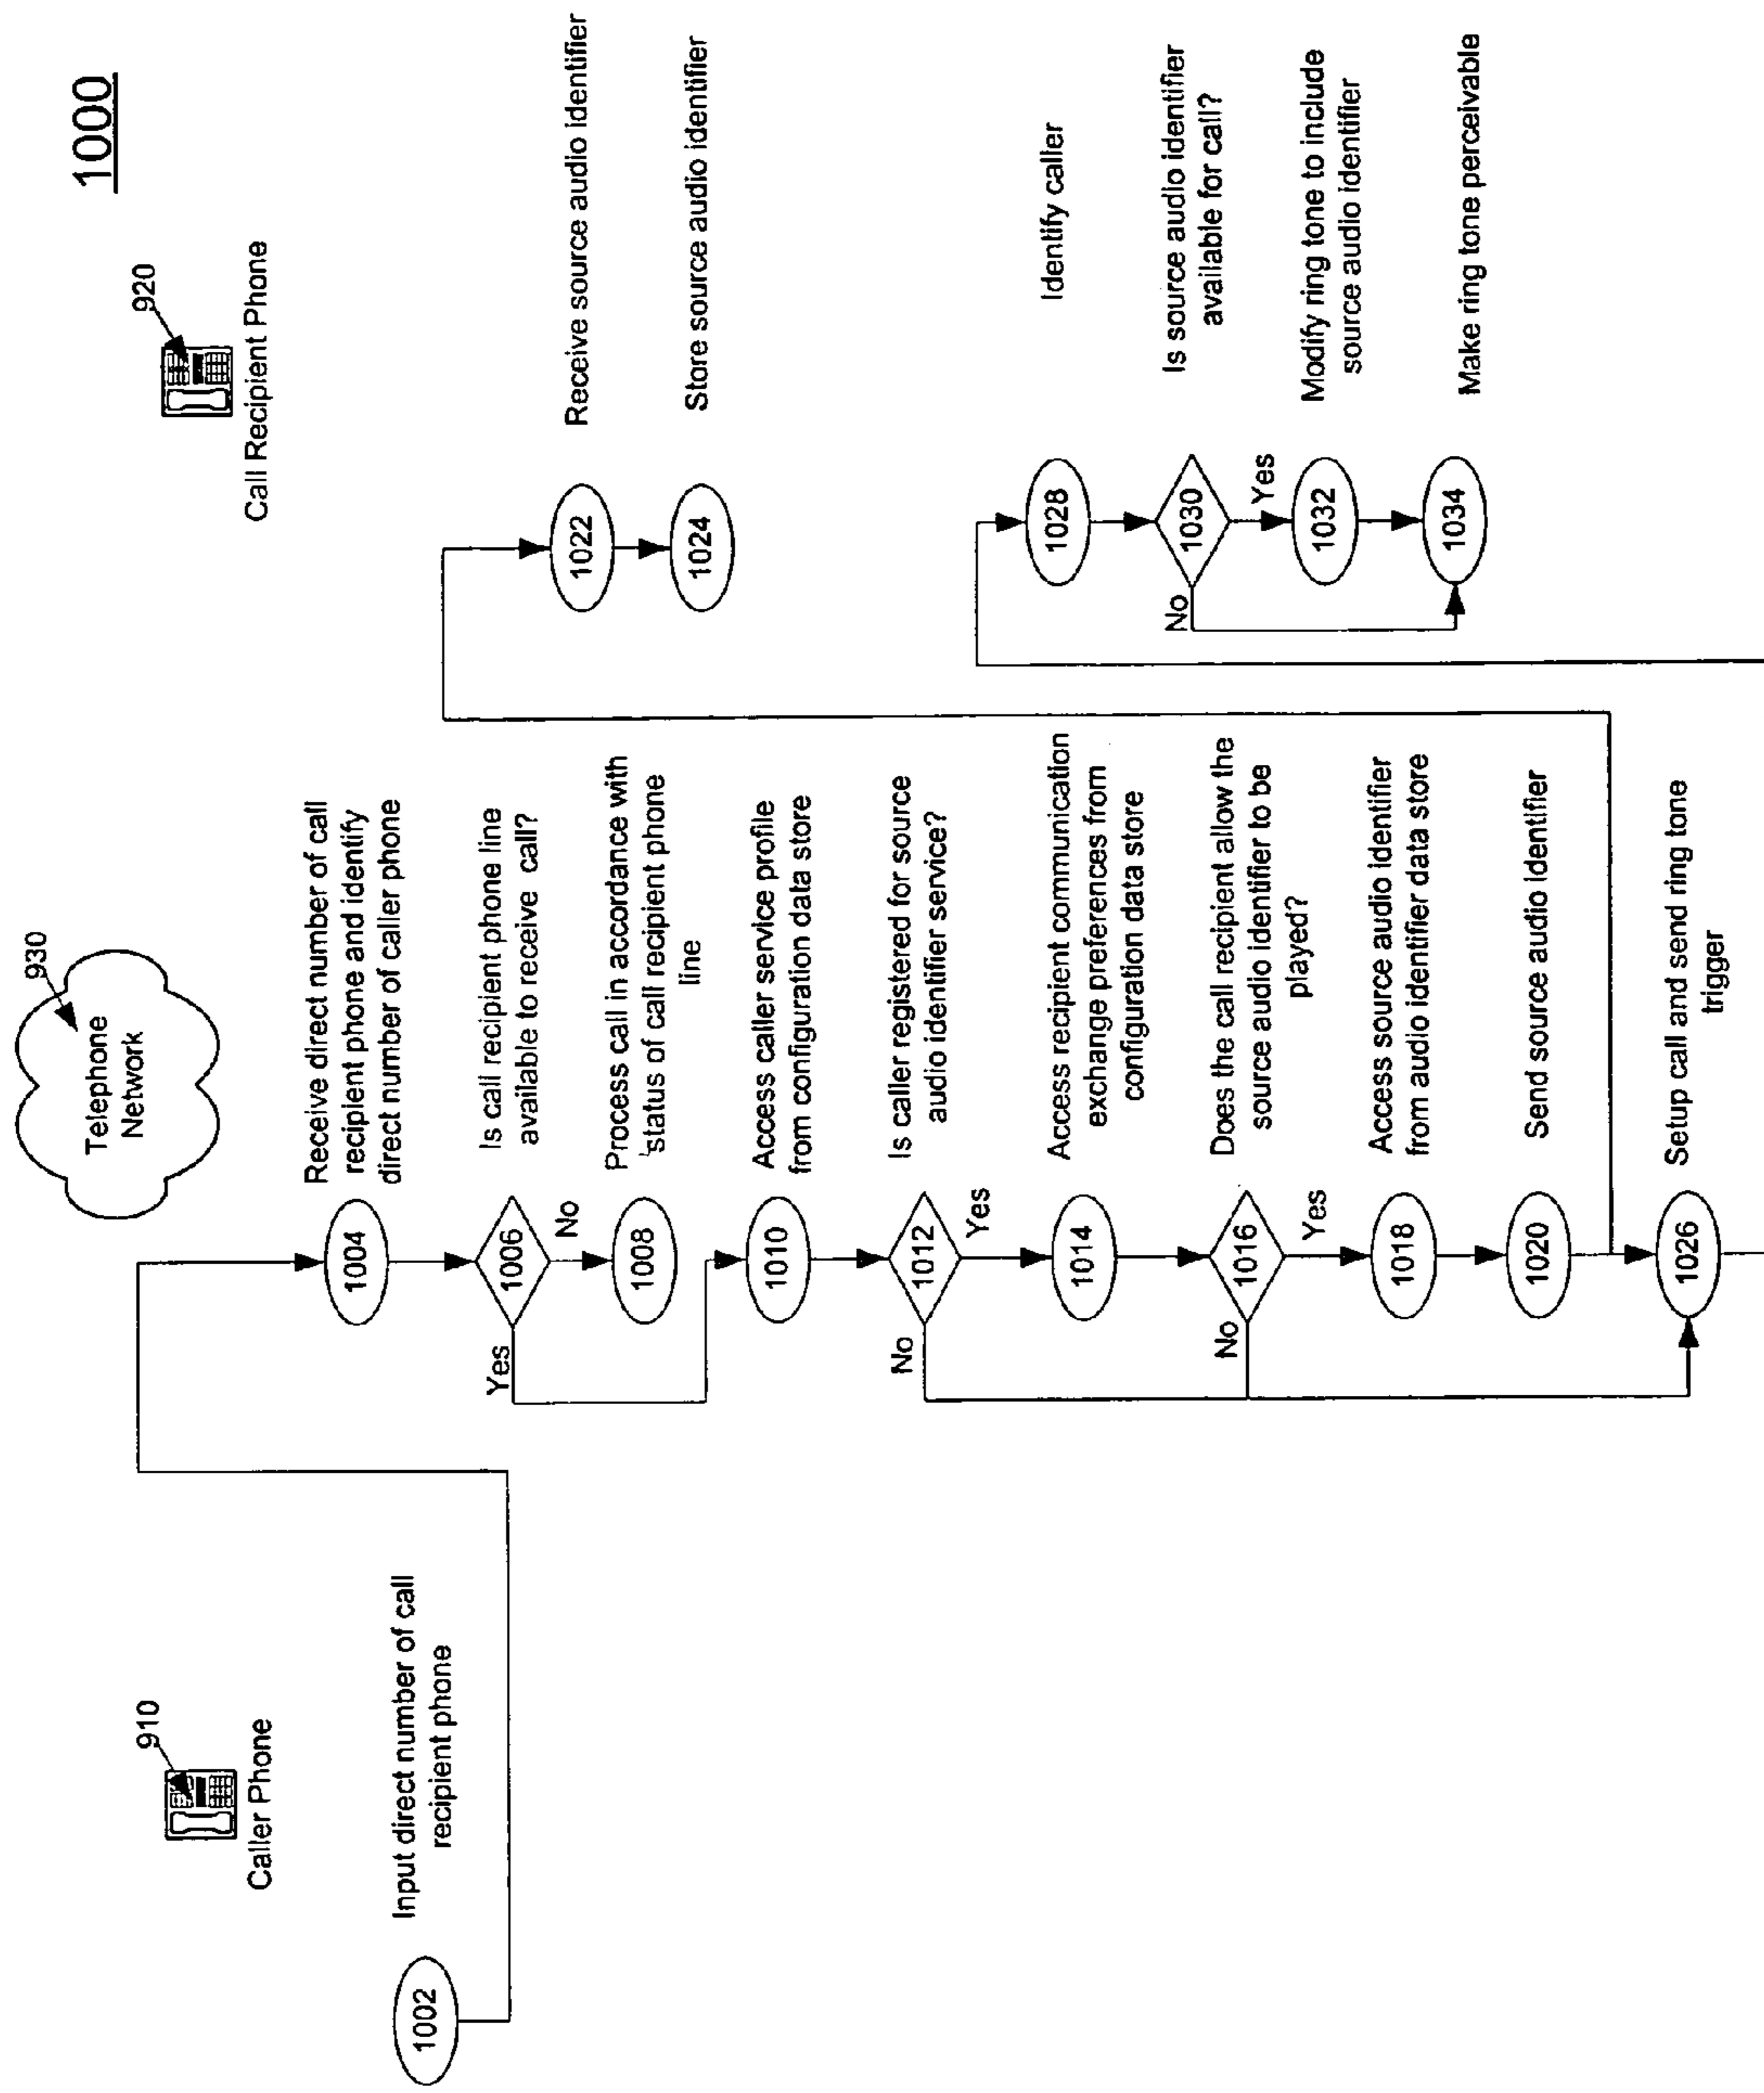 1000
910
Caller Phone
930
Telephone
Network
920
Call Recipient Phone
1002
Input direct number of call
recipient phone
1004
Receive direct number of call
recipient phone and identify
direct number of caller phone
1006
Is call recipient phone line
available to receive call?
Yes
No
1008
Process call in accordance with
status of call recipient phone
line
1010
Access caller service profile
from configuration data store
1012
Is caller registered for source
audio identifier service?
No
Yes
1014
Access recipient communication
exchange preferences from
configuration data store
1016
Does the call recipient allow the
source audio identifier to be
played?
No
Yes
1018
Access source audio identifier
from audio identifier data store
1020
Send source audio identifier
1026
Setup call and send ring tone
trigger
1022
Receive source audio identifier
1024
Store source audio identifier
1028
Identify caller
1030
Is source audio identifier
available for call?
No
Yes
1032
Modify ring tone to include
source audio identifier
1034
Make ring tone perceivable